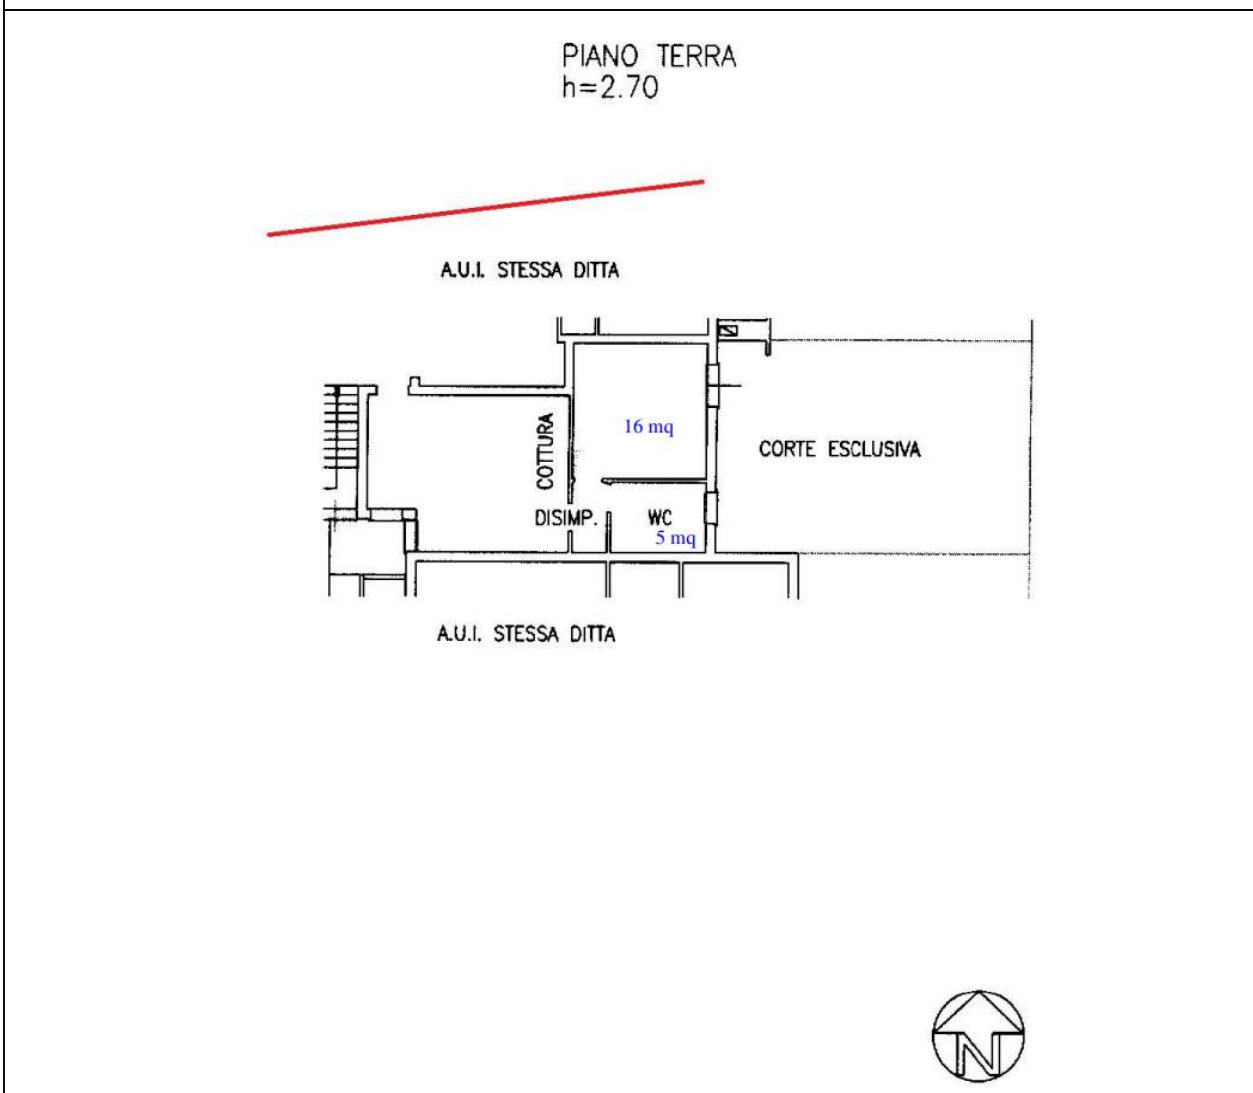 PIANO TERRA
h=2.70
A.U.I. STESSA DITTA
COTTURA
16 mq
CORTE ESCLUSIVA
DISIMP.
WC
5 mq
A.U.I. STESSA DITTA
N